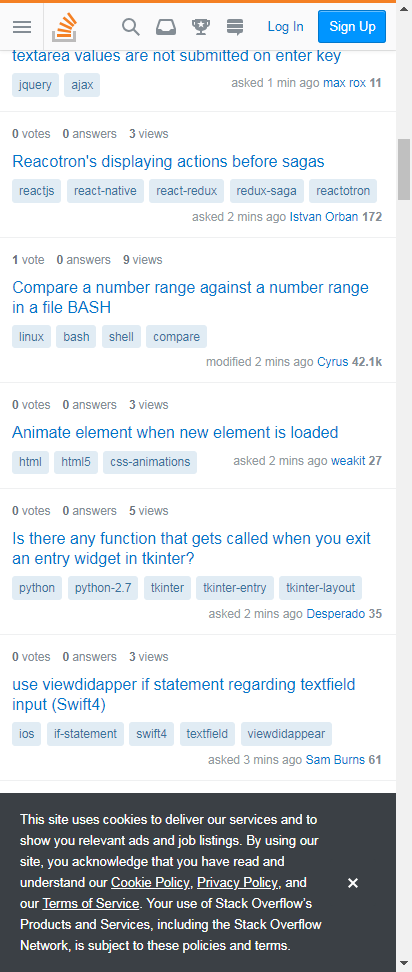 Log In Sign Up
textarea values are not submitted on enter key
jquery ajax
asked 1 min ago max rox 11
0 votes 0 answers 3 views
Reacotron's displaying actions before sagas
reactjs react-native react-redux redux-saga reactotron
asked 2 mins ago Istvan Orban 172
1 vote 0 answers 9 views
Compare a number range against a number range
in a file BASH
linux bash shell compare
modified 2 mins ago Cyrus 42.1k
0 votes 0 answers 3 views
Animate element when new element is loaded
html html5 css-animations
asked 2 mins ago weakit 27
0 votes 0 answers 5 views
Is there any function that gets called when you exit
an entry widget in tkinter?
python python-2.7 tkinter tkinter-entry tkinter-layout
asked 2 mins ago Desperado 35
0 votes 0 answers 3 views
use viewdidapper if statement regarding textfield
input (Swift4)
ios if-statement swift4 textfield viewdidappear
asked 3 mins ago Sam Burns 61
This site uses cookies to deliver our services and to
show you relevant ads and job listings. By using our
site, you acknowledge that you have read and
understand our Cookie Policy, Privacy Policy, and
our Terms of Service. Your use of Stack Overflow's
Products and Services, including the Stack Overflow
Network, is subject to these policies and terms.